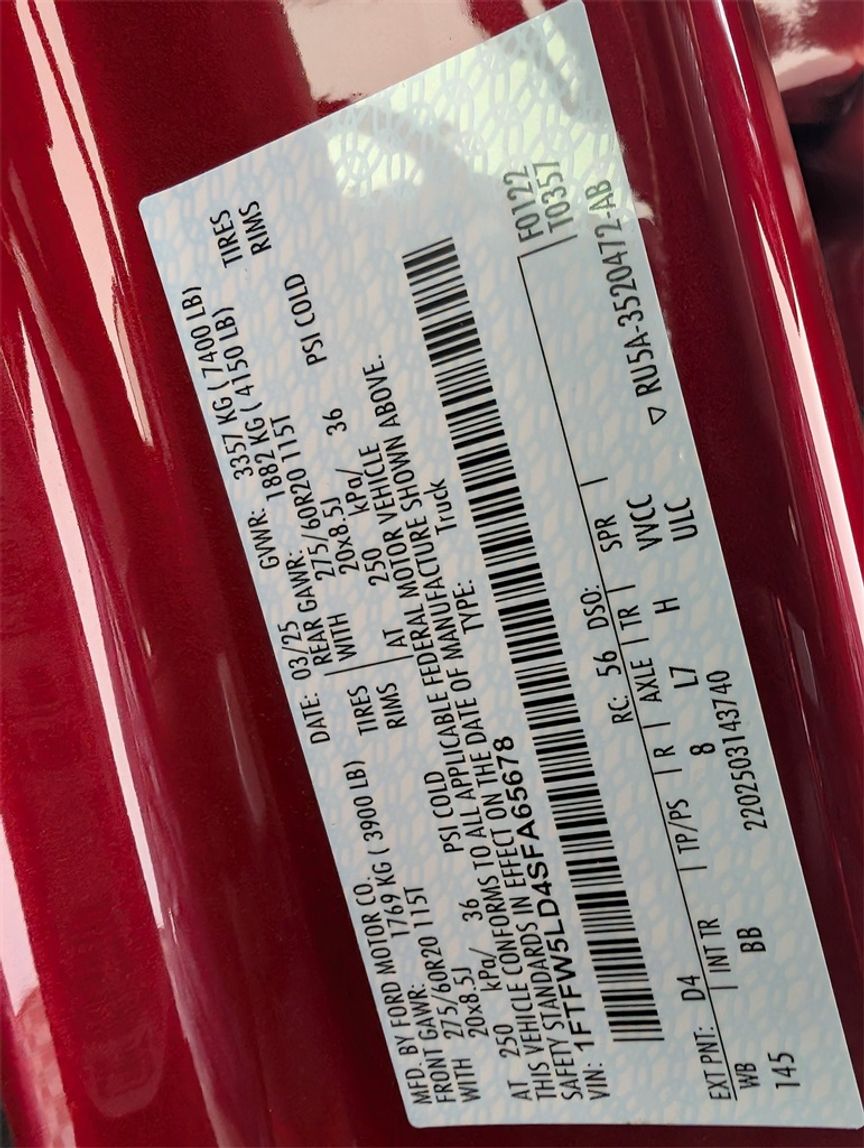 MFD. BY FORD MOTOR CO.
DATE: 03/25 GVWR: 3357 KG ( 7400 LB)
FRONT GAWR: 1769 KG ( 3900 LB) REAR GAWR: 1882 KG ( 4150 LB)
WITH 275/60R20 115T TIRES WITH 275/60R20 115T TIRES
20x8.5J RIMS 20x8.5J RIMS
AT 250 kPa/ 36 PSI COLD AT 250 kPa/ 36 PSI COLD
THIS VEHICLE CONFORMS TO ALL APPLICABLE FEDERAL MOTOR VEHICLE
SAFETY STANDARDS IN EFFECT ON THE DATE OF MANUFACTURE SHOWN ABOVE.
VIN: 1FTFW5LD4SFA65678 TYPE: Truck
F0122
T0357
EXT PNT: D4 RC: 56 DSO:
WB INT TR TP/PS R AXLE TR SPR
145 BB 8 L7 H VVCC
ULC
2202503143740
RU5A-3520472-AB